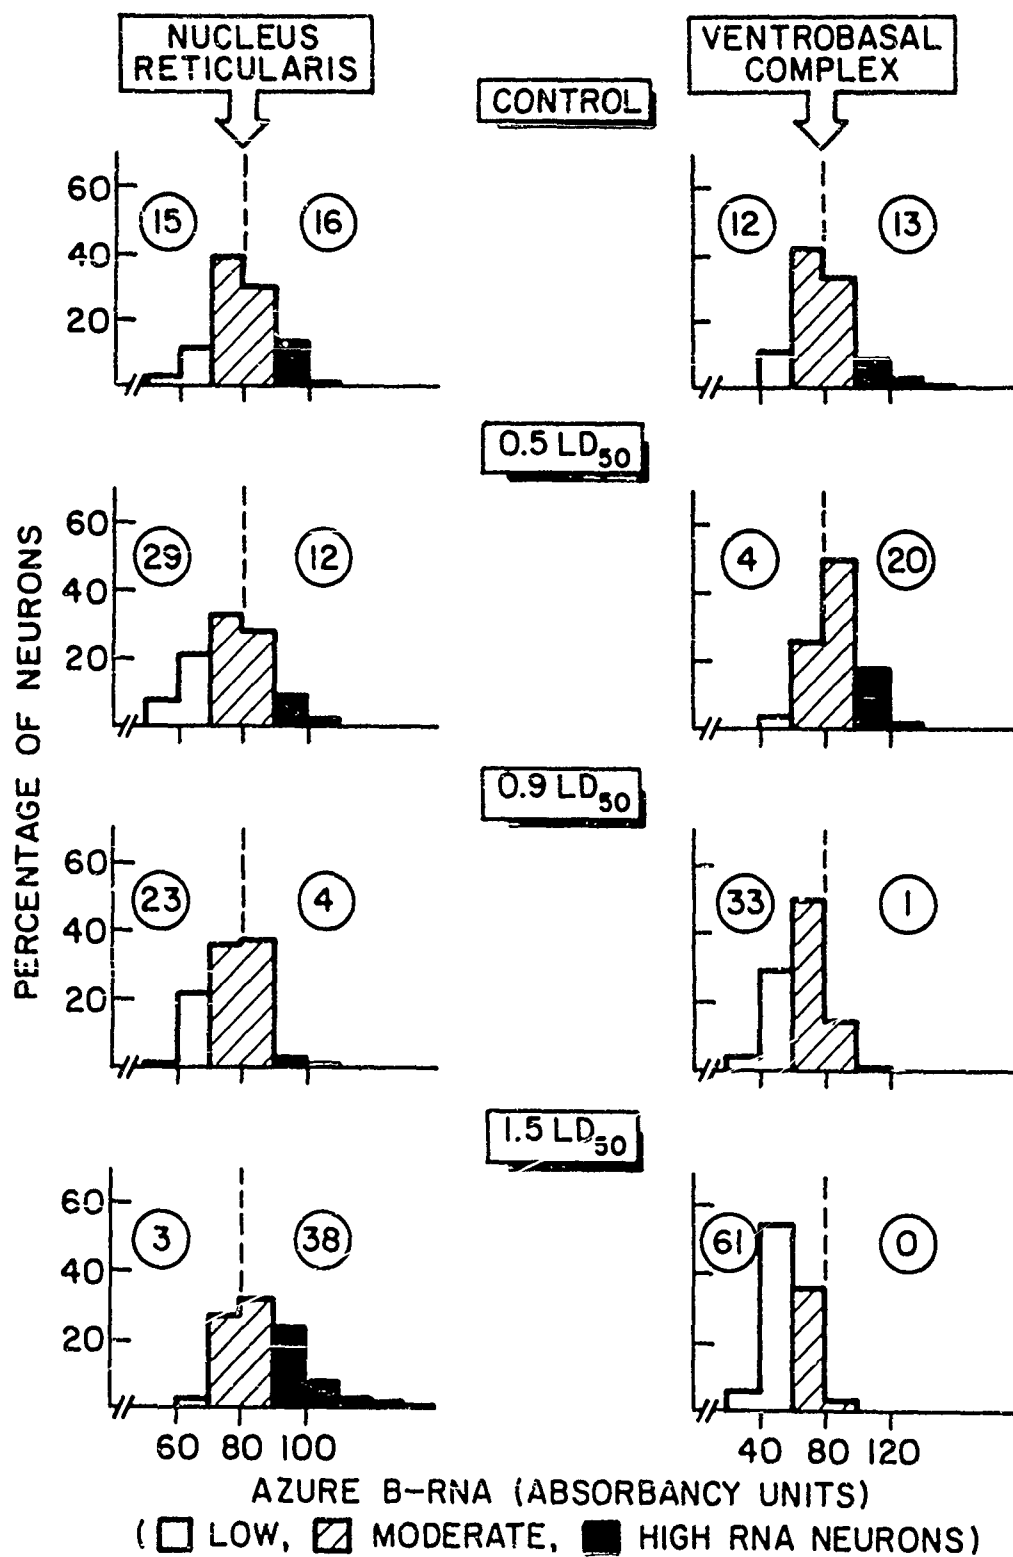 NUCLEUS
RETICULARIS
VENTROBASAL
COMPLEX
CONTROL
60
40
20
15
16
12
13
0.5 LD50
60
40
20
29
12
4
20
PERCENTAGE OF NEURONS
0.9 LD50
60
40
20
23
4
33
1
1.5 LD50
60
40
20
3
38
61
0
60 80 100
40 80 120
AZURE B-RNA (ABSORBANCY UNITS)
( LOW, MODERATE, HIGH RNA NEURONS)